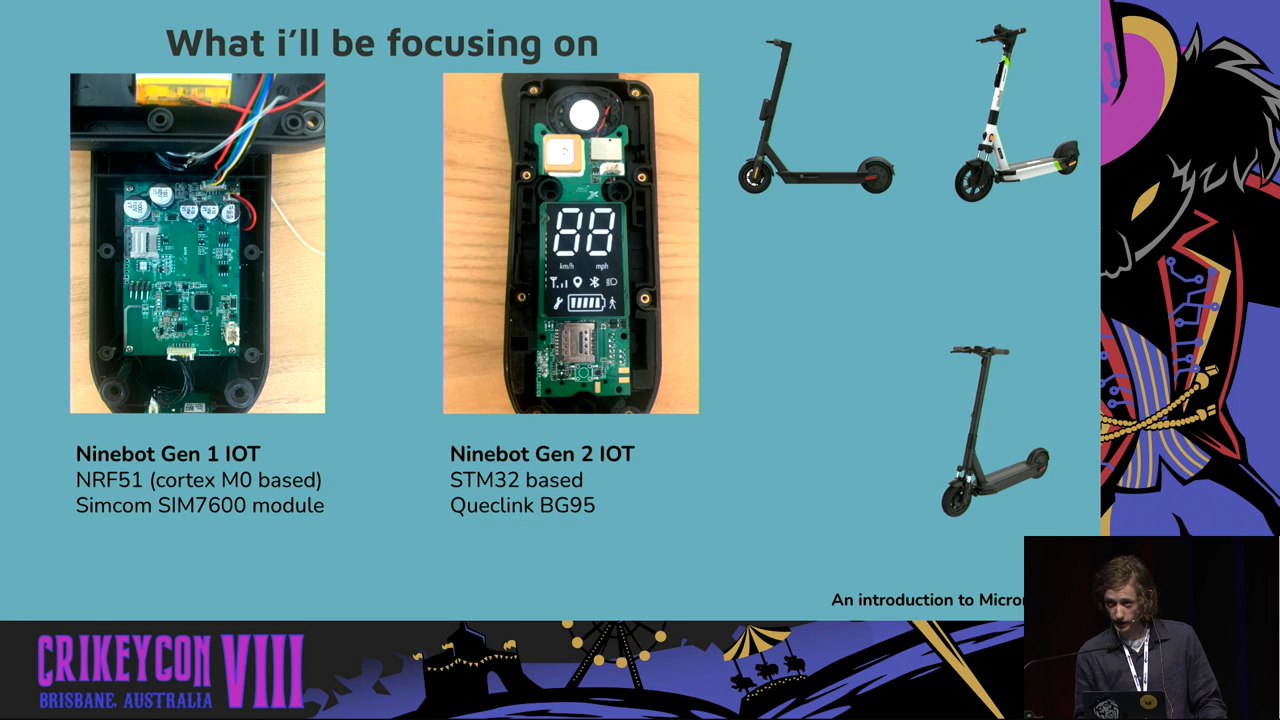 What i’ll be focusing on
88
km/h mph
Ninebot Gen 1 IOT
NRF51 (cortex M0 based)
Simcom SIM7600 module
Ninebot Gen 2 IOT
STM32 based
Queclink BG95
An introduction to
CRIKEYCON VIII
BRISBANE, AUSTRALIA